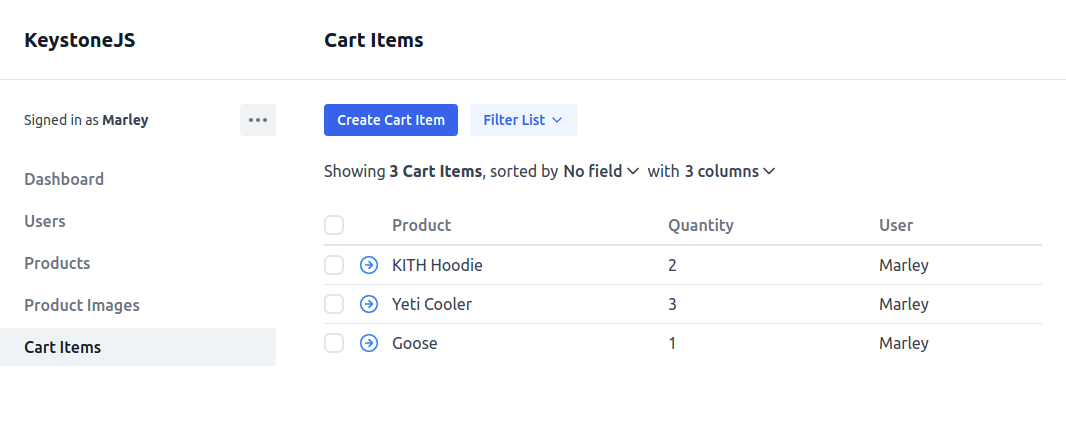 KeystoneJS
Cart Items
Signed in as Marley
Create Cart Item
Filter List
Showing 3 Cart Items, sorted by No field with 3 columns
Dashboard
Users
Products
Product Images
Cart Items
Product Quantity User
KITH Hoodie 2 Marley
Yeti Cooler 3 Marley
Goose 1 Marley